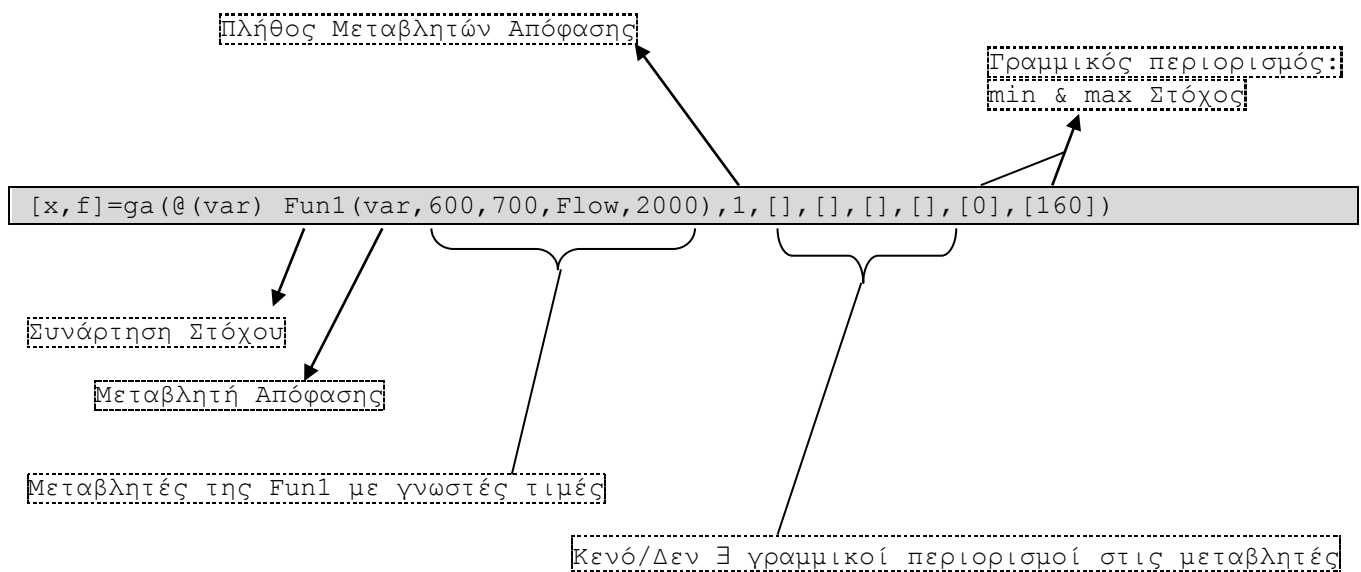 Πλήθος Μεταβλητών Απόφασης
Γραμμικός περιορισμός:
min & max Στόχος
[x,f]=ga(@(var) Fun1(var,600,700,Flow,2000),1,[],[],[],[],[0],[160])
Συνάρτηση Στόχου
Μεταβλητή Απόφασης
Μεταβλητές της Fun1 με γνωστές τιμές
Κενό/Δεν ∃ γραμμικοί περιορισμοί στις μεταβλητές